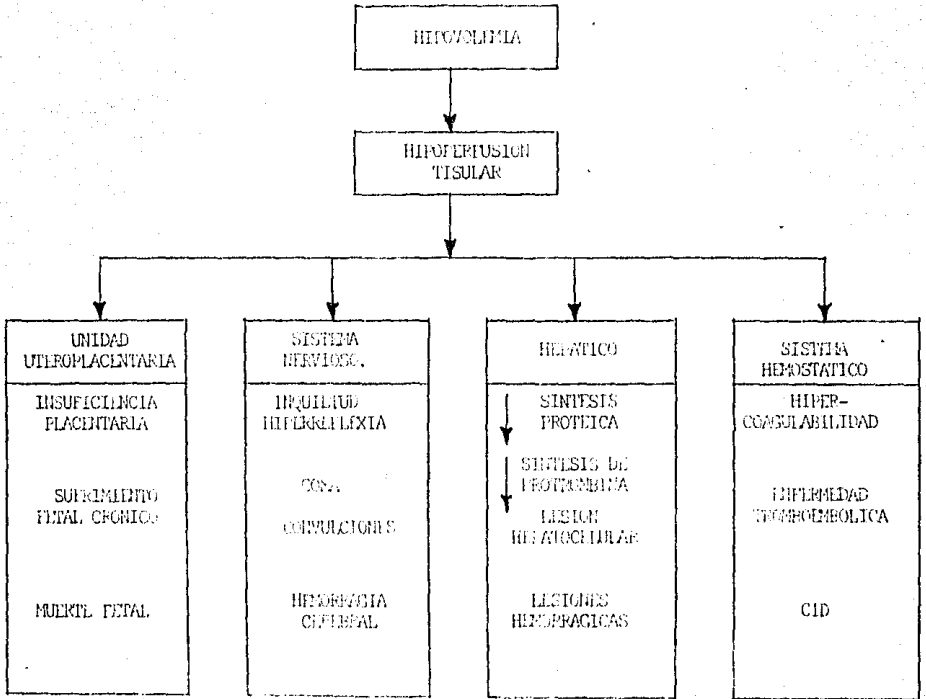 HIPOVOLEMIA
HIPOPERFUSION
TISULAR
UNIDAD
UTEROPLACENTARIA
INSUFICIENCIA
PLACENTARIA
SUFRIMIENTO
FETAL CRONICO
MUERTE FETAL
SISTEMA
NERVIOSO.
INQUIETUD
HIPERREFLEXIA
COMA
CONVULCIONES
HEMORRAGIA
CEREBRAL
HEPATICO
SINTESIS
PROTEICA
SINTESIS DE
PROTROMBINA
LESION
HEPATOCELULAR
LESIONES
HEMORRAGICAS
SISTEMA
HEMOSTATICO
HIPER-
COAGULABILIDAD
ENFERMEDAD
TROMBOEMBOLICA
CID